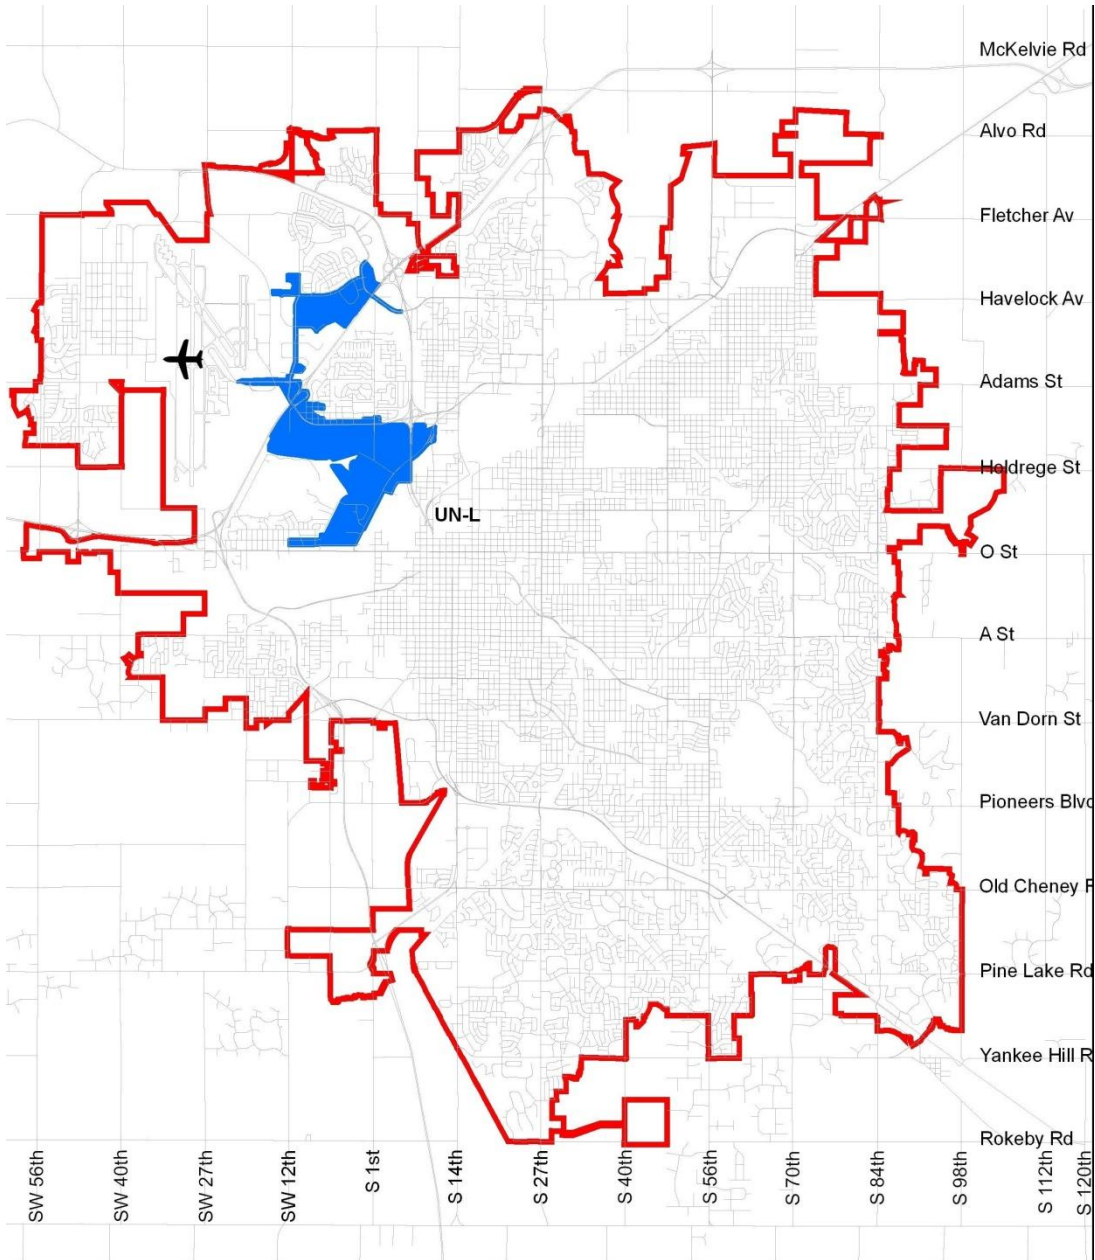 McKelvie Rd
Alvo Rd
Fletcher Av
Havelock Av
Adams St
Holdrege St
UN-L
O St
A St
Van Dorn St
Pioneers Blvd
Old Cheney R
Pine Lake Rd
Yankee Hill R
Rokeby Rd
SW 56th
SW 40th
SW 27th
SW 12th
S 1st
S 14th
S 27th
S 40th
S 56th
S 70th
S 84th
S 98th
S 112th
S 120th